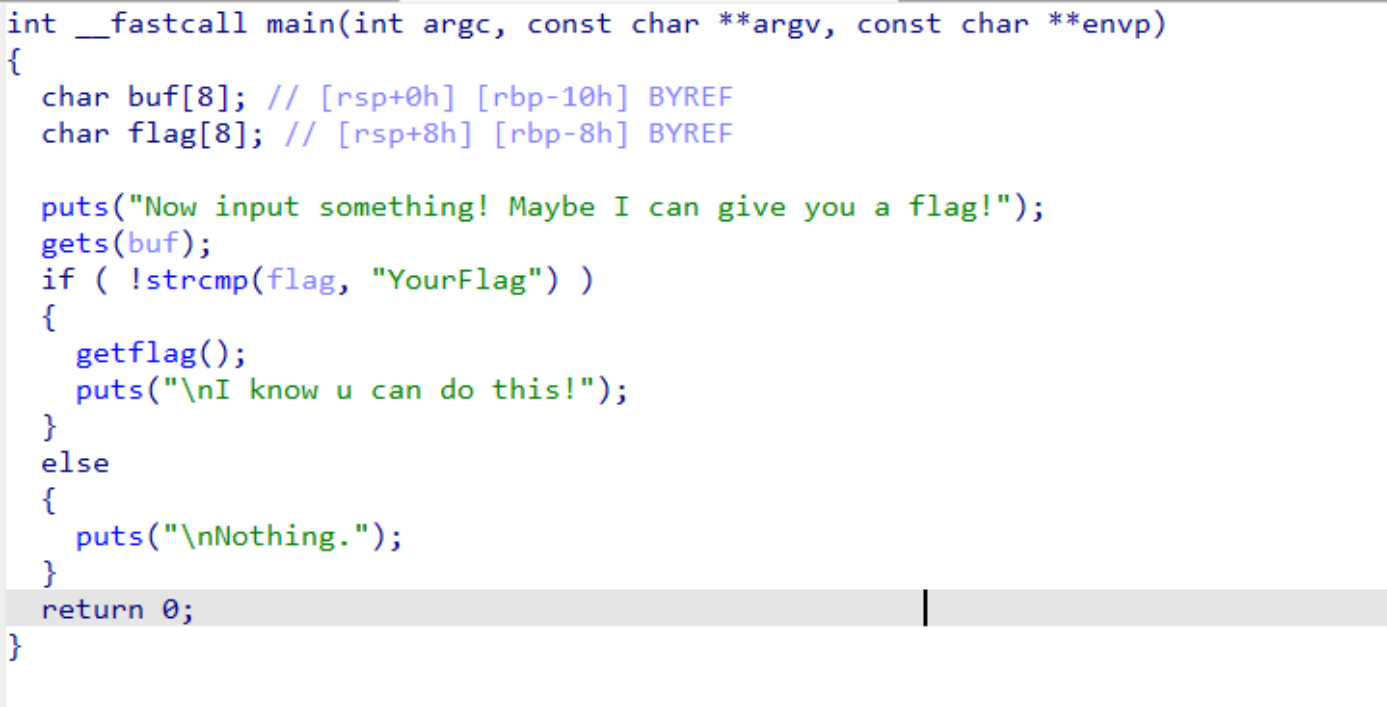 int __fastcall main(int argc, const char **argv, const char **envp)
{
  char buf[8]; // [rsp+0h] [rbp-10h] BYREF
  char flag[8]; // [rsp+8h] [rbp-8h] BYREF

  puts("Now input something! Maybe I can give you a flag!");
  gets(buf);
  if ( !strcmp(flag, "YourFlag") )
  {
    getflag();
    puts("\nI know u can do this!");
  }
  else
  {
    puts("\nNothing.");
  }
  return 0;
}